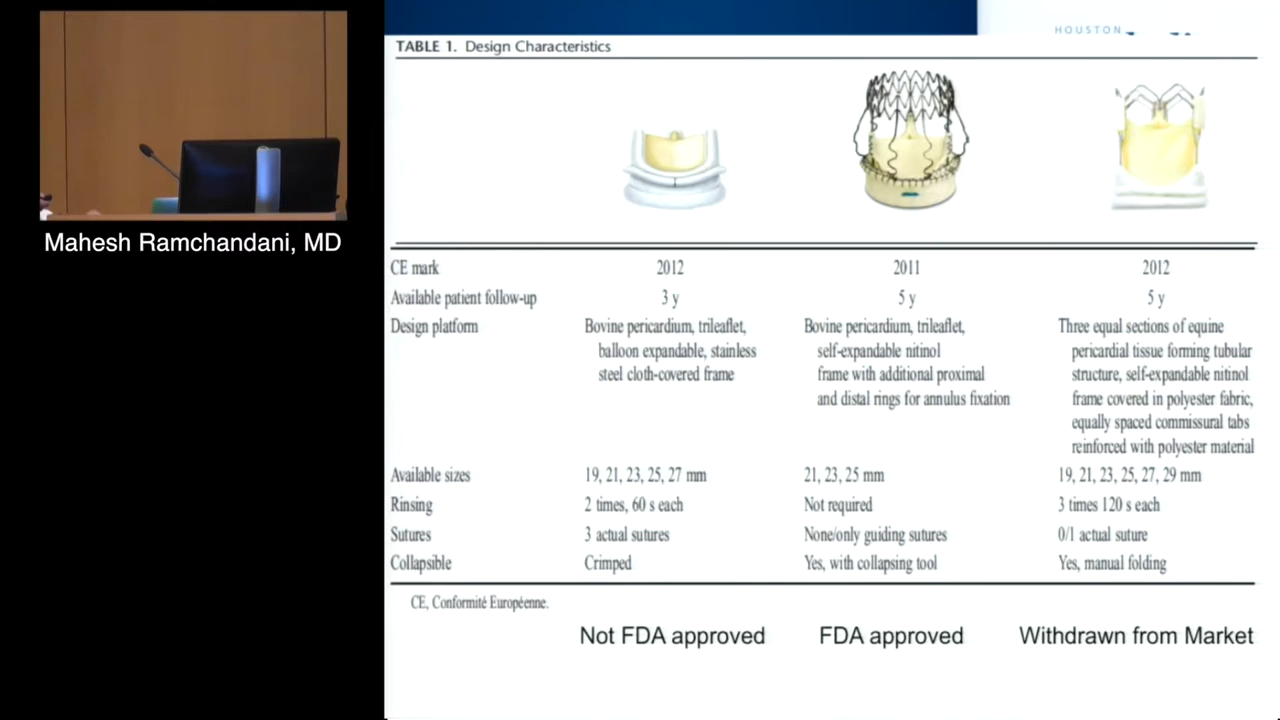 HOUSTON
TABLE 1. Design Characteristics
CE mark 2012 2011 2012
Available patient follow-up 3 y 5 y 5 y
Design platform Bovine pericardium, trileaflet, Bovine pericardium, trileaflet, Three equal sections of equine
balloon expandable, stainless self-expandable nitinol pericardial tissue forming tubular
steel cloth-covered frame frame with additional proximal structure, self-expandable nitinol
and distal rings for annulus fixation frame covered in polyester fabric,
equally spaced commissural tabs
reinforced with polyester material
Available sizes 19, 21, 23, 25, 27 mm 21, 23, 25 mm 19, 21, 23, 25, 27, 29 mm
Rinsing 2 times, 60 s each Not required 3 times 120 s each
Sutures 3 actual sutures None/only guiding sutures 0/1 actual suture
Collapsible Crimped Yes, with collapsing tool Yes, manual folding
CE, Conformité Européenne.
Not FDA approved FDA approved Withdrawn from Market
Mahesh Ramchandani, MD